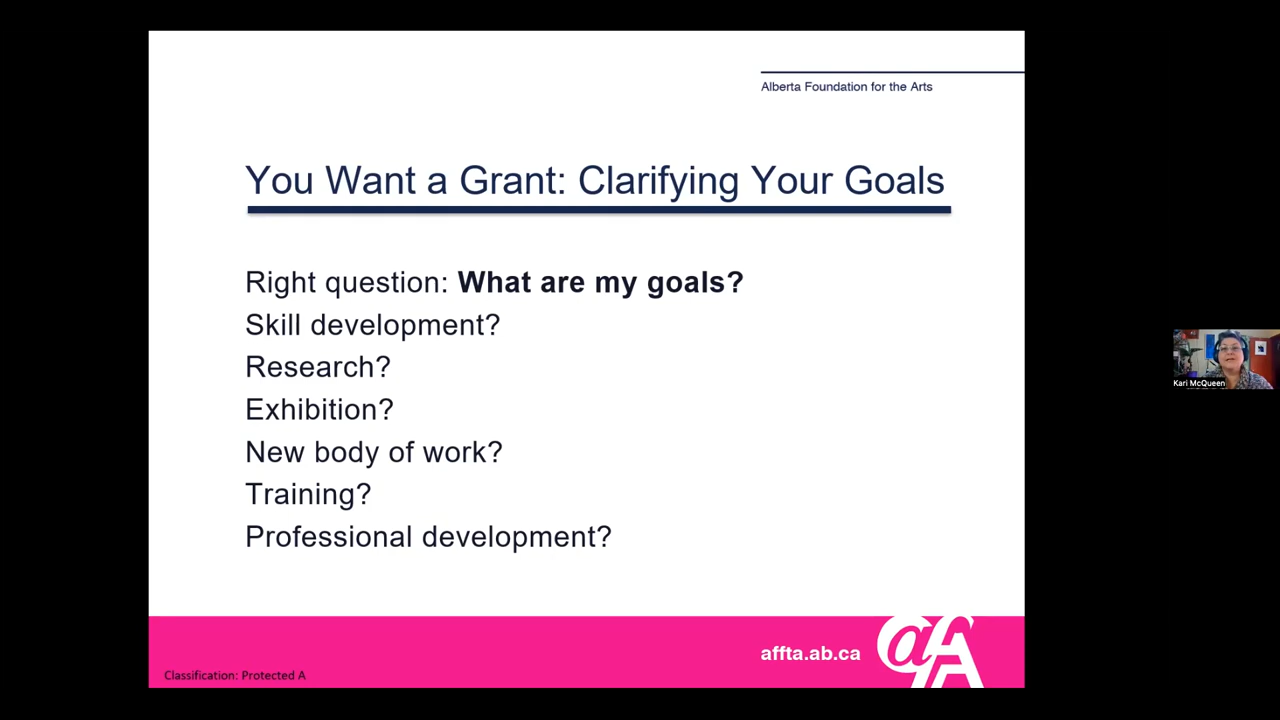 Alberta Foundation for the Arts
You Want a Grant: Clarifying Your Goals
Right question: What are my goals?
Skill development?
Research?
Exhibition?
New body of work?
Training?
Professional development?
Kari McQueen
affta.ab.ca
afA
Classification: Protected A